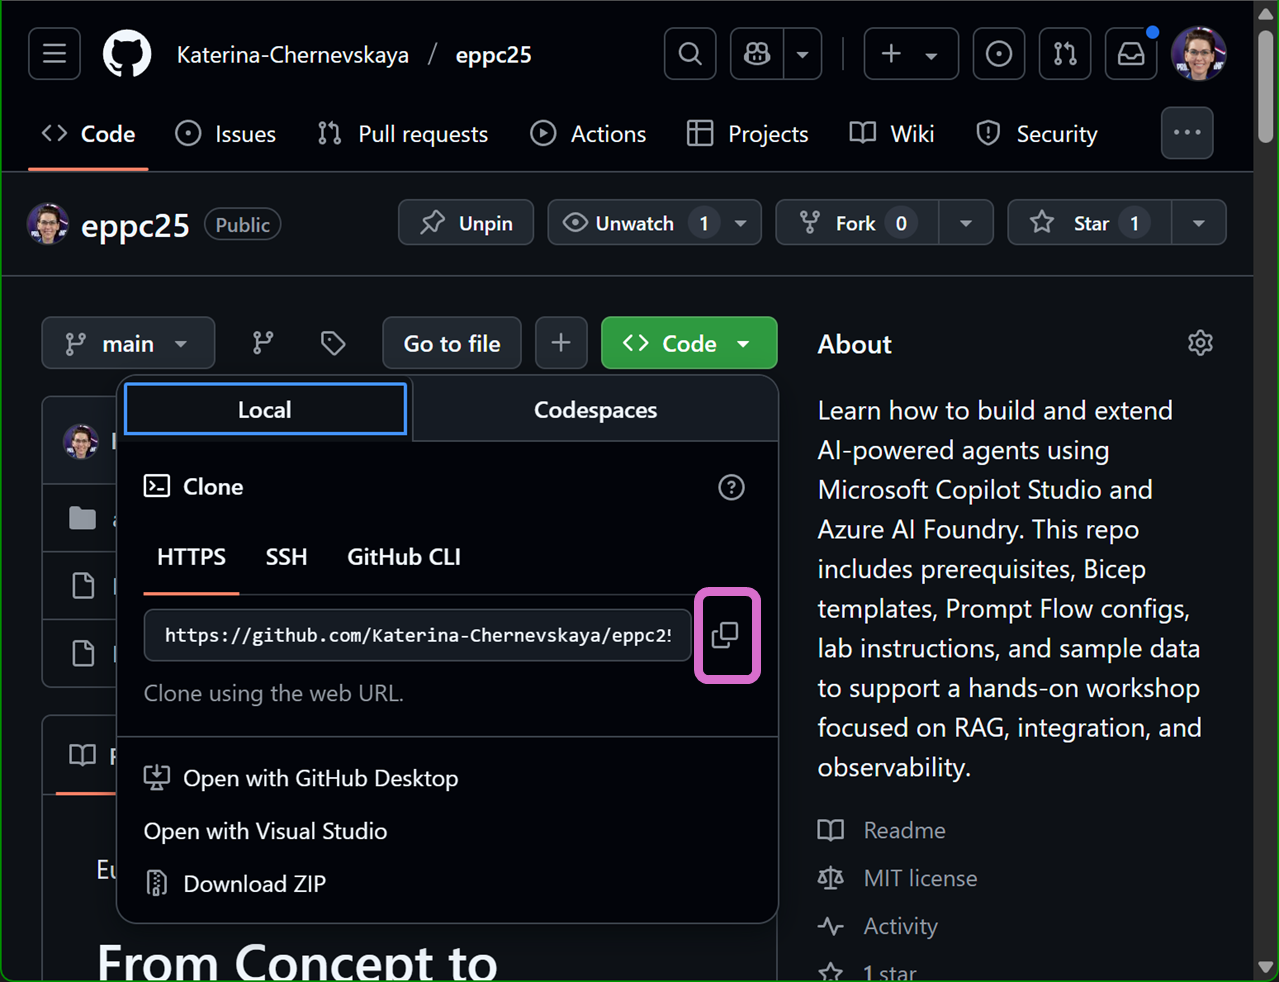 Katerina-Chernevskaya / eppc25
Code Issues Pull requests Actions Projects Wiki Security
eppc25 Public Unpin Unwatch 1 Fork 0 Star 1
main Go to file Code
Local Codespaces
Clone
HTTPS SSH GitHub CLI
https://github.com/Katerina-Chernevskaya/eppc25
Clone using the web URL.
Open with GitHub Desktop
Open with Visual Studio
Download ZIP
Eu
From Concept to
About
Learn how to build and extend
AI-powered agents using
Microsoft Copilot Studio and
Azure AI Foundry. This repo
includes prerequisites, Bicep
templates, Prompt Flow configs,
lab instructions, and sample data
to support a hands-on workshop
focused on RAG, integration, and
observability.
Readme
MIT license
Activity
1 star